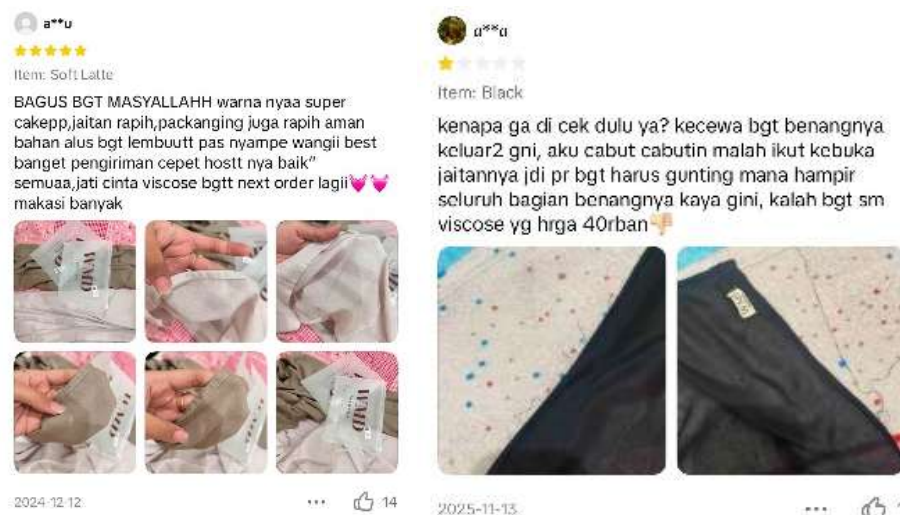 a**u
Item: Soft Latte
BAGUS BGT MASYALLAHH warna nyaa super
cakepp,jaitan rapih,packanging juga rapih aman
bahan alus bgt lembuutt pas nyampe wangii best
banget pengiriman cepet hostt nya baik"
semuaa,jati cinta viscose bgtt next order lagii💓💓
makasi banyak
WMD
WMD
2024-12-12
14
a**a
Item: Black
kenapa ga di cek dulu ya? kecewa bgt benangnya
keluar2 gni, aku cabut cabutin malah ikut kebuka
jaitannya jdi pr bgt harus gunting mana hampir
seluruh bagian benangnya kaya gini, kalah bgt sm
viscose yg hrga 40rban👎
2025-11-13